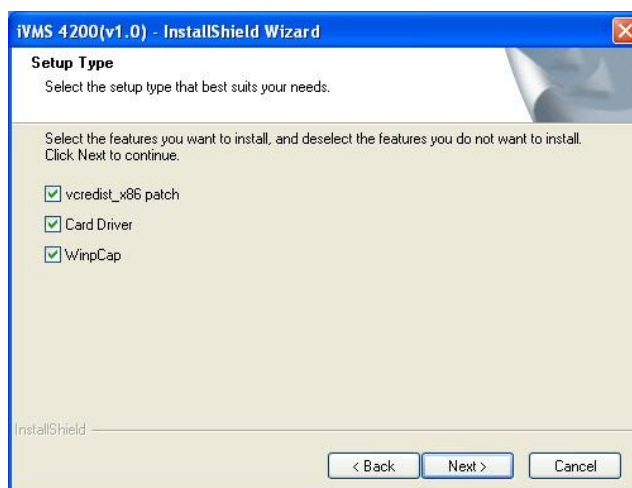 iVMS 4200(v1.0) - InstallShield Wizard
Setup Type
Select the setup type that best suits your needs.
Select the features you want to install, and deselect the features you do not want to install.
Click Next to continue.
vcredist_x86 patch
Card Driver
WinpCap
InstallShield
< Back
Next >
Cancel